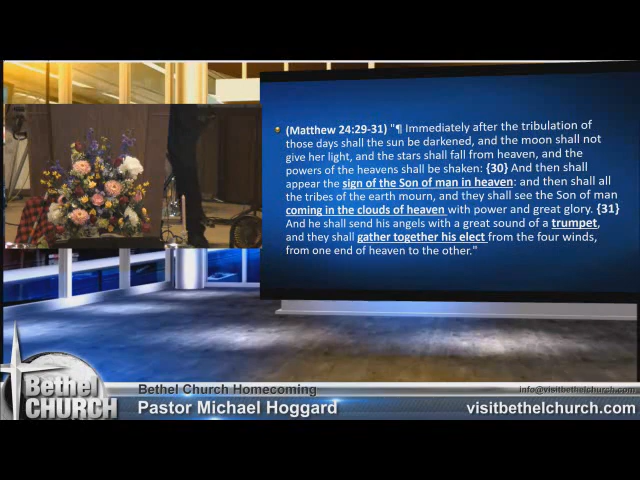 (Matthew 24:29-31) "¶ Immediately after the tribulation of
those days shall the sun be darkened, and the moon shall not
give her light, and the stars shall fall from heaven, and the
powers of the heavens shall be shaken: {30} And then shall
appear the sign of the Son of man in heaven: and then shall all
the tribes of the earth mourn, and they shall see the Son of man
coming in the clouds of heaven with power and great glory. {31}
And he shall send his angels with a great sound of a trumpet,
and they shall gather together his elect from the four winds,
from one end of heaven to the other."
Bethel
CHURCH
Bethel Church Homecoming
info@visitbethelchurch.com
Pastor Michael Hoggard
visitbethelchurch.com